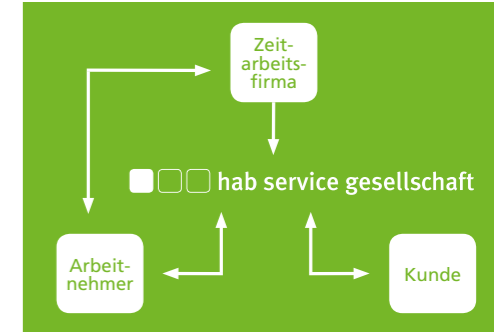 Zeit-
arbeits-
firma
hab service gesellschaft
Arbeit-
nehmer
Kunde